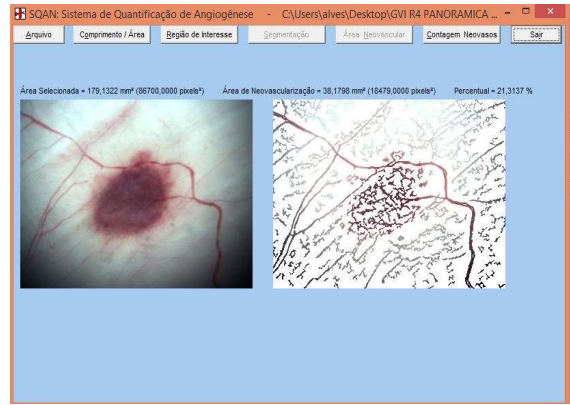 SQAN: Sistema de Quantificação de Angiogênese - C:\Users\alves\Desktop\GVI R4 PANORAMICA ...
Arquivo Comprimento / Área Região de Interesse Segmentação Área Neovascular Contagem Neovasos Sair
Área Selecionada = 179,1322 mm² (86700,0000 pixels²) Área de Neovascularização = 38,1798 mm² (18479,0000 pixels²) Percentual = 21,3137 %